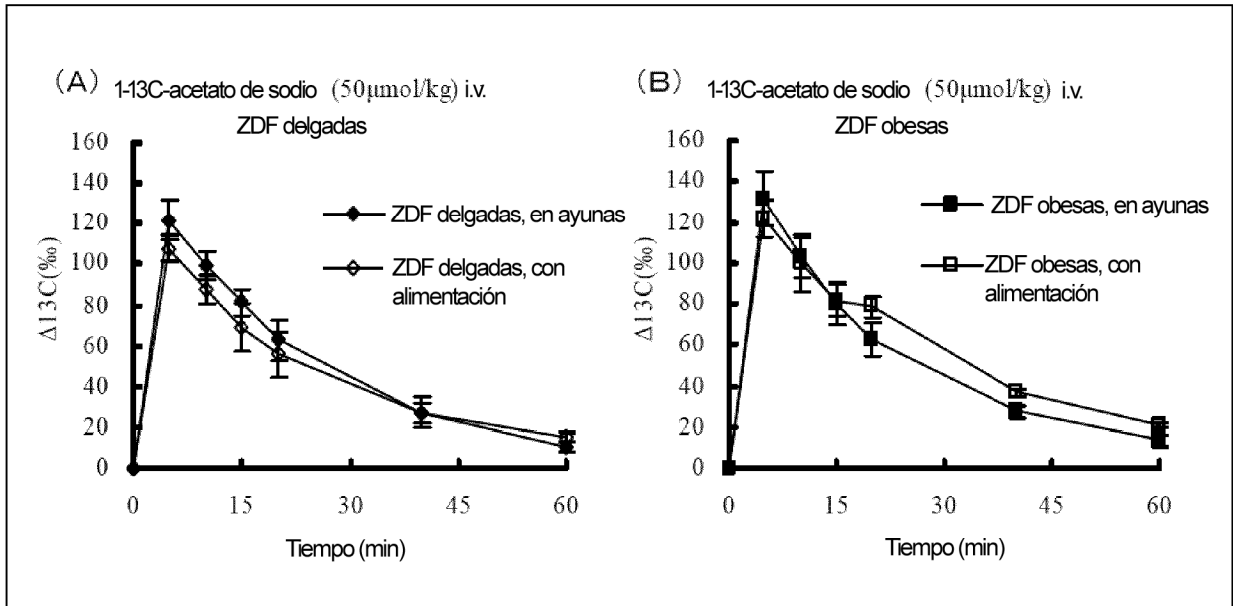 (A) 1-13C-acetato de sodio (50μmol/kg) i.v.
ZDF delgadas
160
140
120
100
80
60
40
20
0
Δ13C(‰)
ZDF delgadas, en ayunas
ZDF delgadas, con
alimentación
0 15 30 45 60
Tiempo (min)
(B) 1-13C-acetato de sodio (50μmol/kg) i.v.
ZDF obesas
160
140
120
100
80
60
40
20
0
Δ13C(‰)
ZDF obesas, en ayunas
ZDF obesas, con
alimentación
0 15 30 45 60
Tiempo (min)